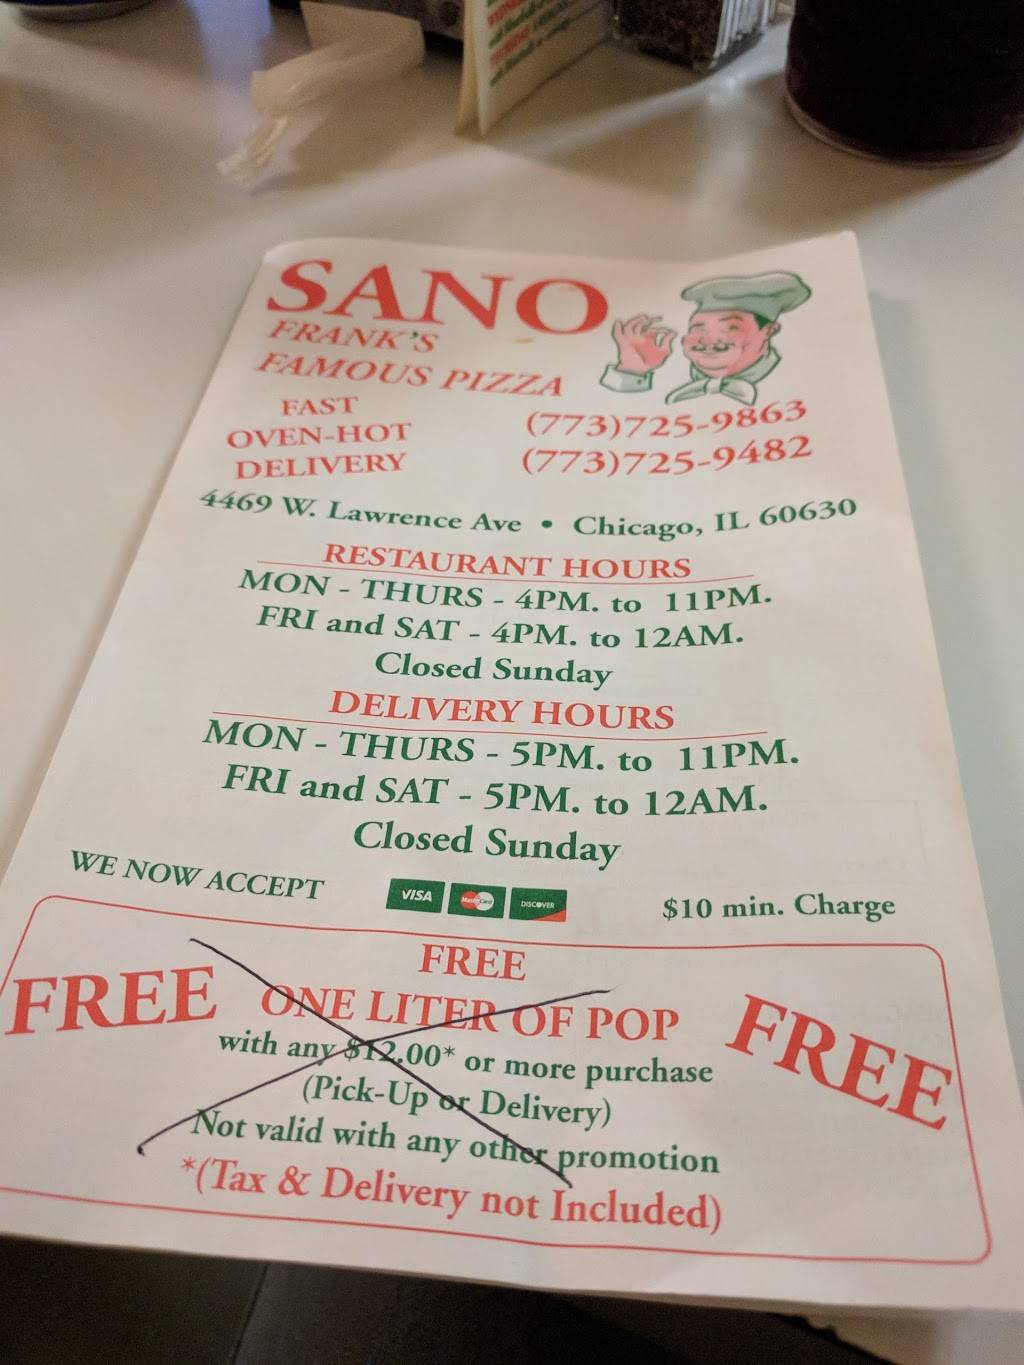 SANO
FRANK'S
FAMOUS PIZZA
FAST
OVEN-HOT
DELIVERY
(773)725-9863
(773)725-9482
4469 W. Lawrence Ave • Chicago, IL 60630
RESTAURANT HOURS
MON - THURS - 4PM. to 11PM.
FRI and SAT - 4PM. to 12AM.
Closed Sunday
DELIVERY HOURS
MON - THURS - 5PM. to 11PM.
FRI and SAT - 5PM. to 12AM.
Closed Sunday
WE NOW ACCEPT VISA MasterCard DISCOVER $10 min. Charge
FREE
FREE ONE LITER OF POP FREE
with any $12.00* or more purchase
(Pick-Up or Delivery)
Not valid with any other promotion
*(Tax & Delivery not Included)